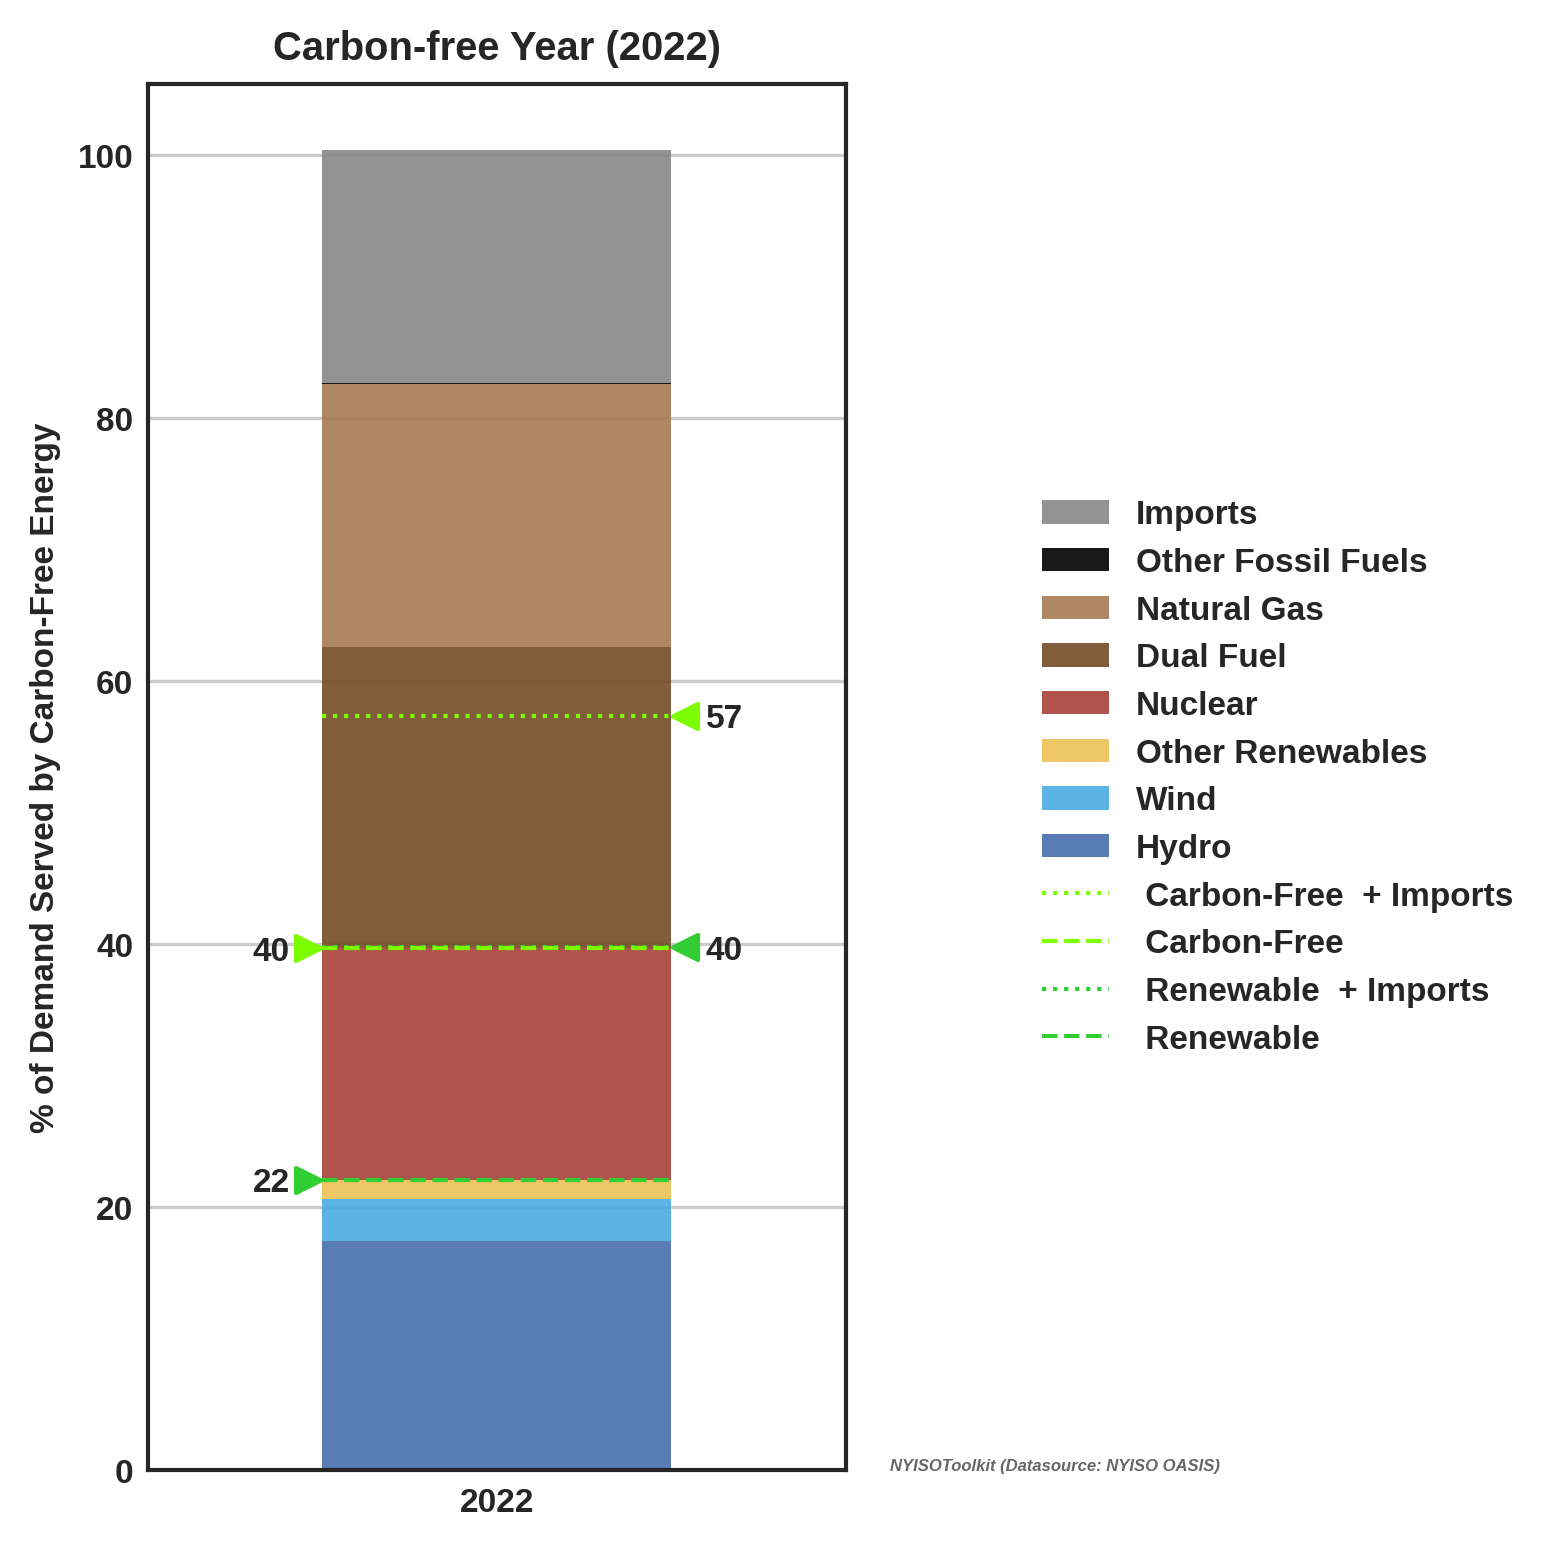 Carbon-free Year (2022)
% of Demand Served by Carbon-Free Energy
100
80
60
40
20
0
57
40
40
22
2022
Imports
Other Fossil Fuels
Natural Gas
Dual Fuel
Nuclear
Other Renewables
Wind
Hydro
Carbon-Free + Imports
Carbon-Free
Renewable + Imports
Renewable
NYISOToolkit (Datasource: NYISO OASIS)